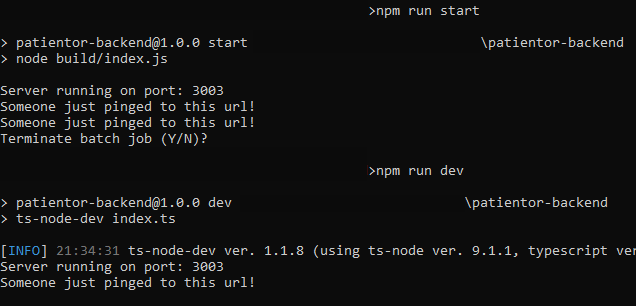 >npm run start
> patientor-backend@1.0.0 start \patientor-backend
> node build/index.js
Server running on port: 3003
Someone just pinged to this url!
Someone just pinged to this url!
Terminate batch job (Y/N)?
>npm run dev
> patientor-backend@1.0.0 dev \patientor-backend
> ts-node-dev index.ts
[INFO] 21:34:31 ts-node-dev ver. 1.1.8 (using ts-node ver. 9.1.1, typescript ver
Server running on port: 3003
Someone just pinged to this url!